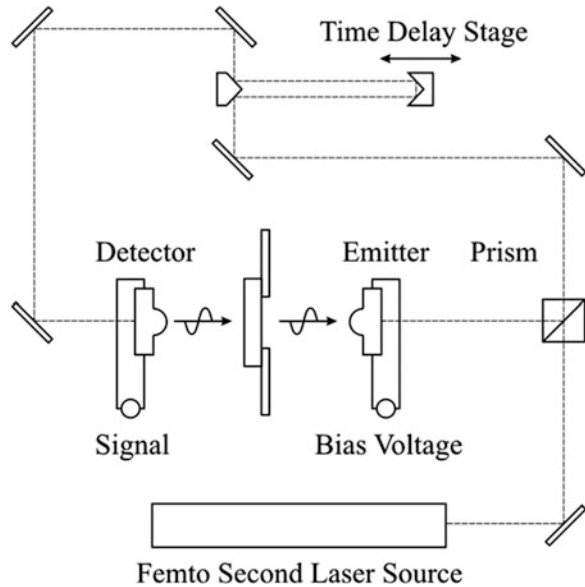 Time Delay Stage
Detector
Emitter
Prism
Signal
Bias Voltage
Femto Second Laser Source